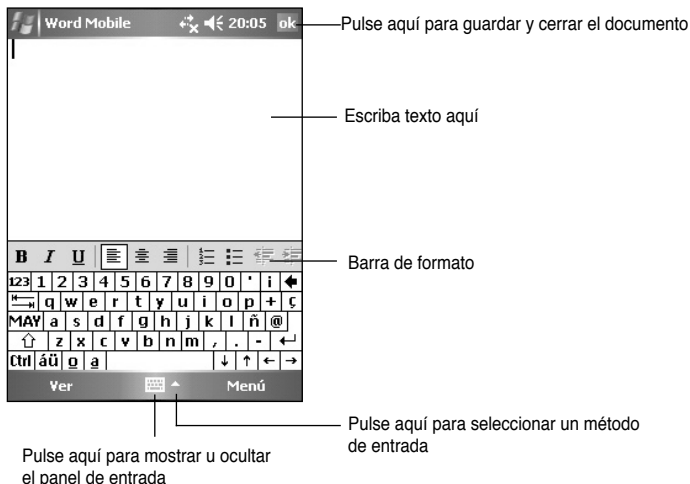 Word Mobile 20:05 ok
Pulse aquí para guardar y cerrar el documento
Escriba texto aquí
B I U
Barra de formato
123 1 2 3 4 5 6 7 8 9 0 ' i
q w e r t y u i o p + ç
MAY a s d f g h j k l ñ @
z x c v b n m , . -
Ctrl áü o a ↓ ↑ ← →
Ver Menú
Pulse aquí para seleccionar un método
de entrada
Pulse aquí para mostrar u ocultar
el panel de entrada